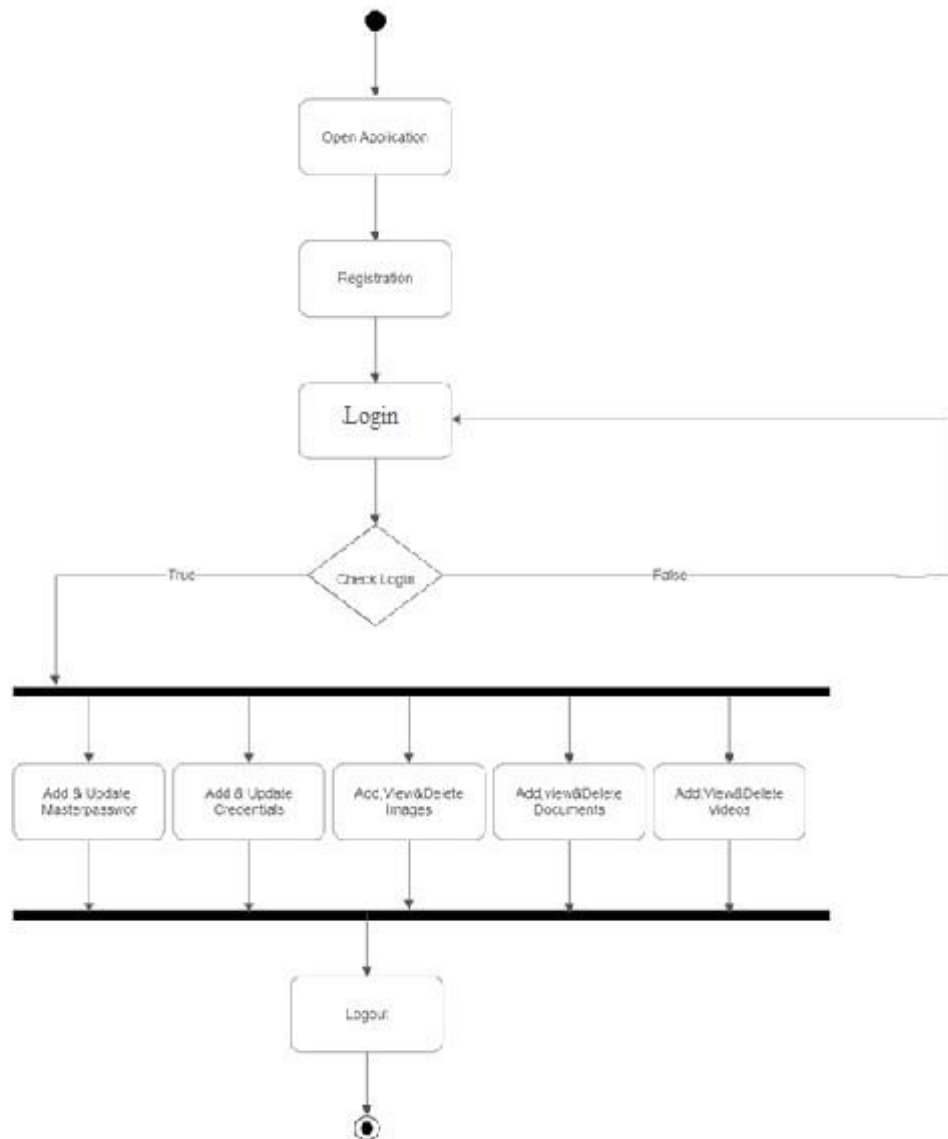 Open Application
Registration
.Login
Check Login
True
False
Add & Update
Masterpasswor
Add & Update
Credentials
Add,View&Delete
Images
Add,view&Delete
Documents
Add,View&Delete
Videos
Logout